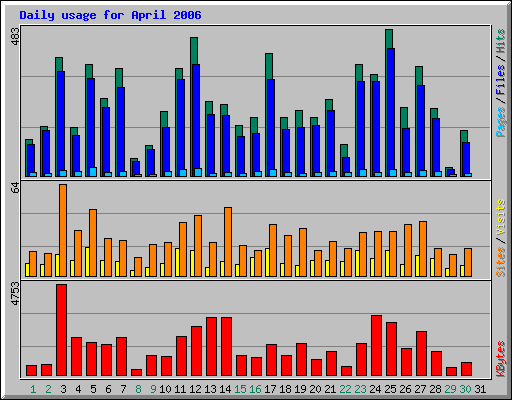 Daily usage for April 2006
483
Pages / Files / Hits
64
Sites / Visits
4753
KBytes
1 2 3 4 5 6 7 8 9 10 11 12 13 14 15 16 17 18 19 20 21 22 23 24 25 26 27 28 29 30 31